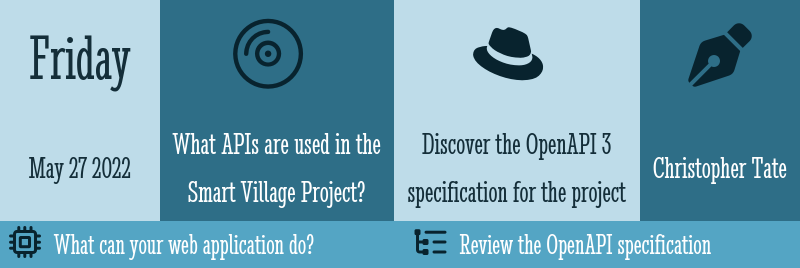 Friday
May 27 2022
What APIs are used in the
Smart Village Project?
Discover the OpenAPI 3
specification for the project
Christopher Tate
What can your web application do?
Review the OpenAPI specification